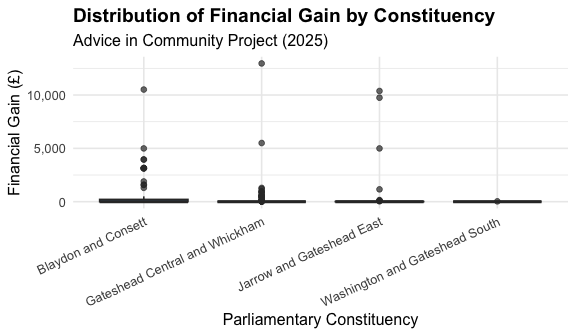 Distribution of Financial Gain by Constituency
Advice in Community Project (2025)
Financial Gain (£)
10,000
5,000
0
Blaydon and Consett
Gateshead Central and Whickham
Jarrow and Gateshead East
Washington and Gateshead South
Parliamentary Constituency